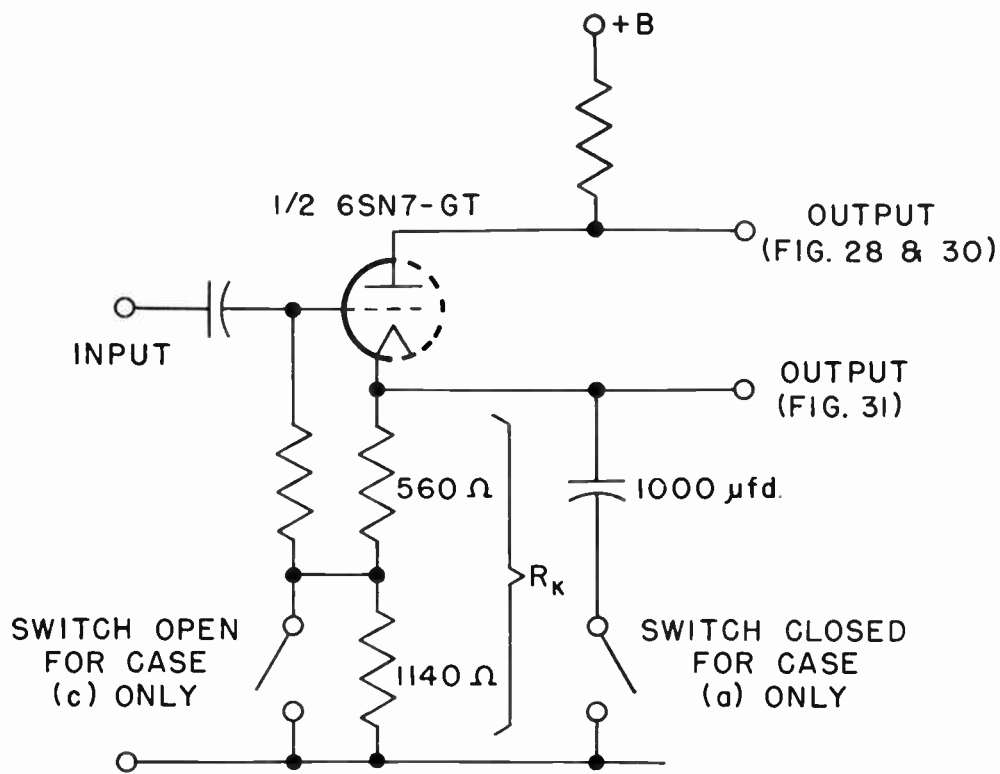 +B
1/2 6SN7-GT
OUTPUT
(FIG. 28 & 30)
INPUT
OUTPUT
(FIG. 31)
560 Ω
1000 μfd.
RK
SWITCH OPEN
FOR CASE
(c) ONLY
1140 Ω
SWITCH CLOSED
FOR CASE
(a) ONLY